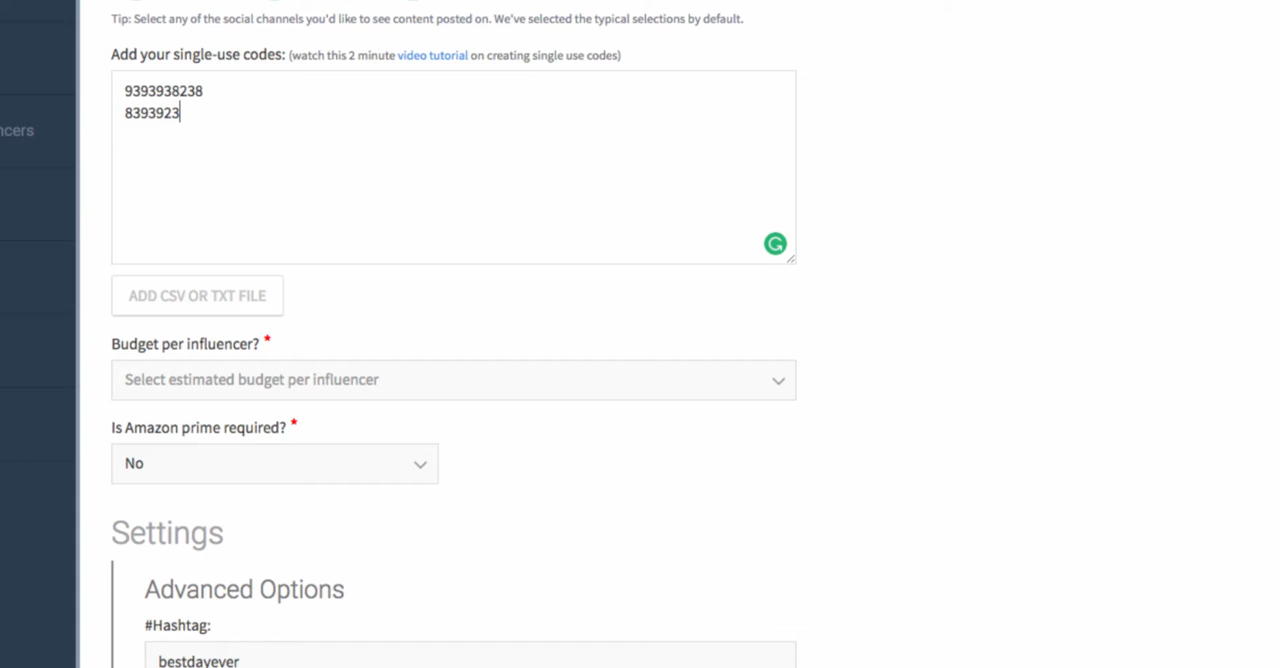 Tip: Select any of the social channels you'd like to see content posted on. We've selected the typical selections by default.
Add your single-use codes: (watch this 2 minute video tutorial on creating single use codes)
9393938238
8393923
ncers
ADD CSV OR TXT FILE
Budget per influencer? *
Select estimated budget per influencer
Is Amazon prime required? *
No
Settings
Advanced Options
#Hashtag:
bestdayever